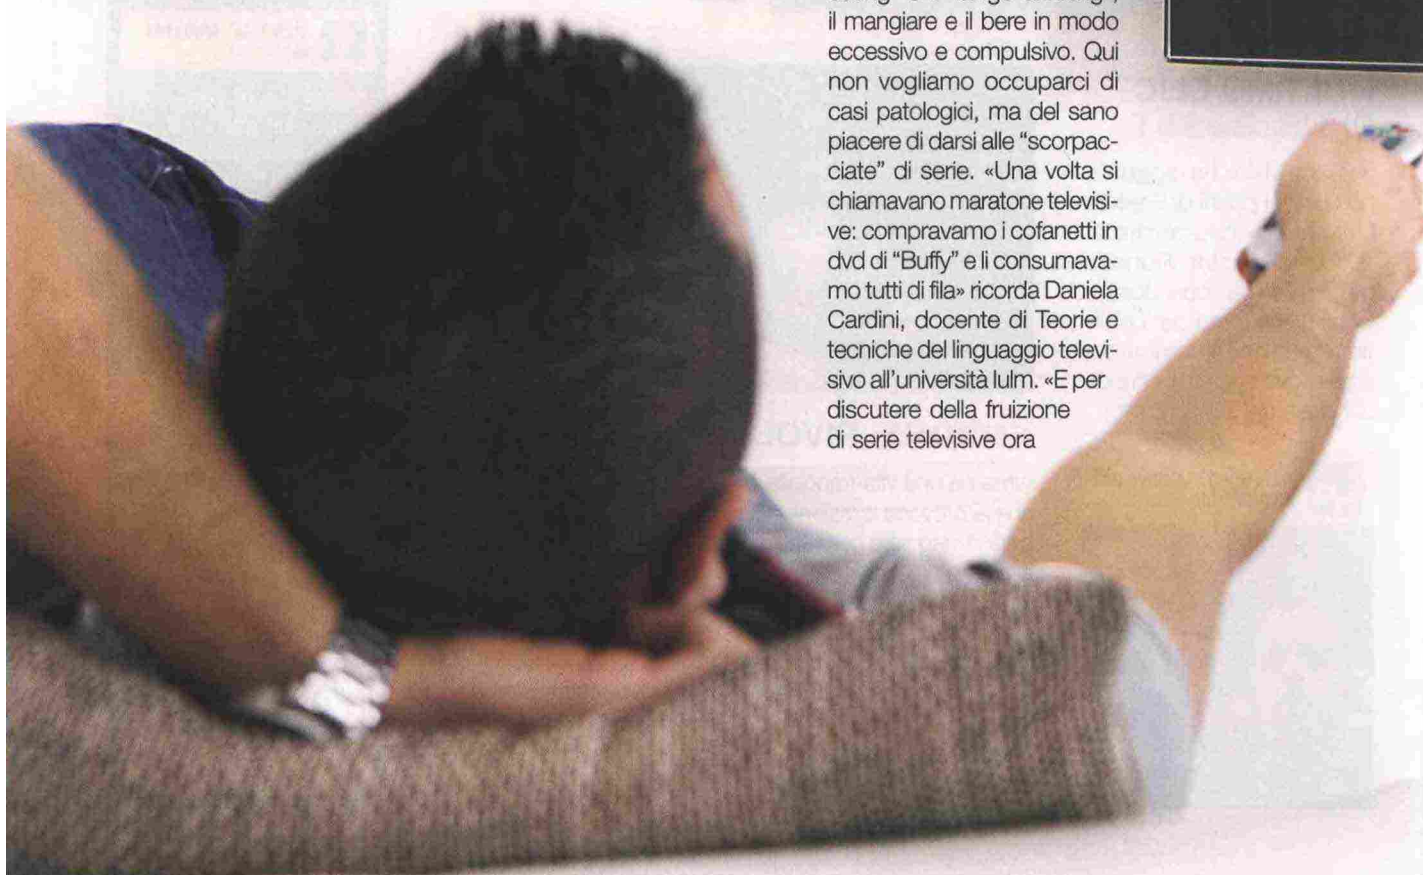 il mangiare e il bere in modo
eccessivo e compulsivo. Qui
non vogliamo occuparci di
casi patologici, ma del sano
piacere di darsi alle “scorpac-
ciate” di serie. «Una volta si
chiamavano maratone televisi-
ve: compravamo i cofanetti in
dvd di “Buffy” e li consumava-
mo tutti di fila» ricorda Daniela
Cardini, docente di Teorie e
tecniche del linguaggio televi-
sivo all’università Iulm. «E per
discutere della fruizione
di serie televisive ora